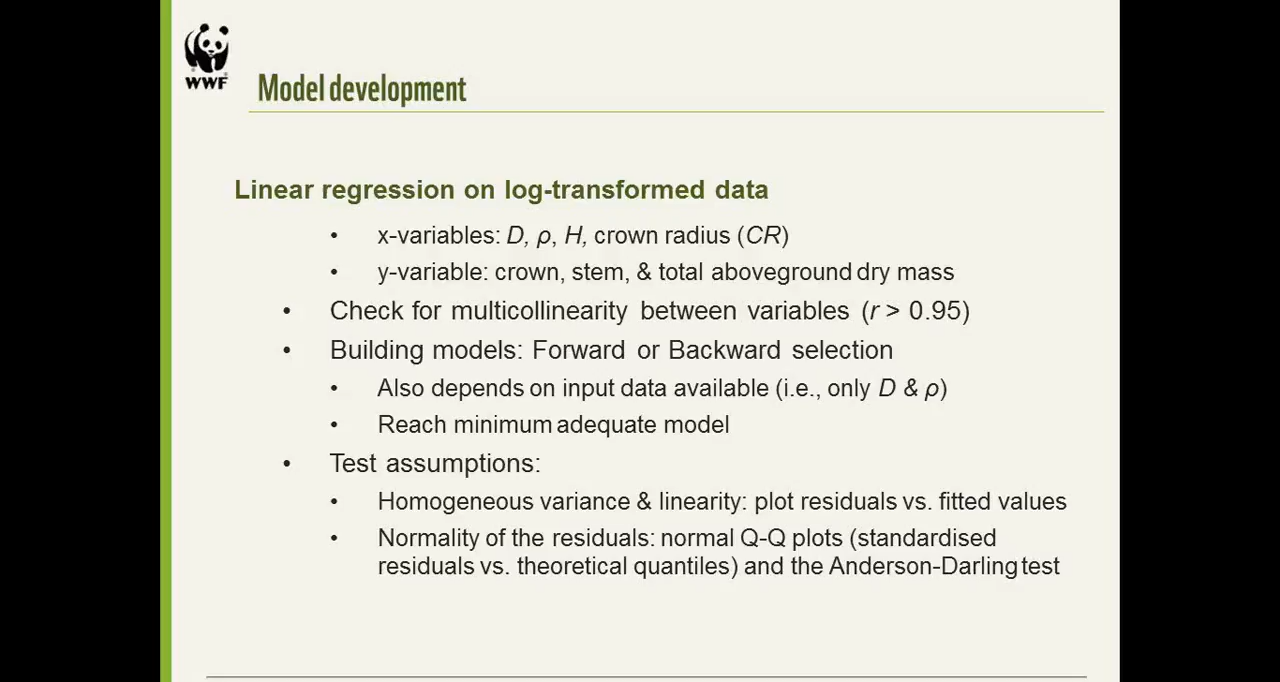 WWF
Model development
Linear regression on log-transformed data
• x-variables: D, ρ, H, crown radius (CR)
• y-variable: crown, stem, & total aboveground dry mass
• Check for multicollinearity between variables (r > 0.95)
• Building models: Forward or Backward selection
• Also depends on input data available (i.e., only D & ρ)
• Reach minimum adequate model
• Test assumptions:
• Homogeneous variance & linearity: plot residuals vs. fitted values
• Normality of the residuals: normal Q-Q plots (standardised
residuals vs. theoretical quantiles) and the Anderson-Darling test